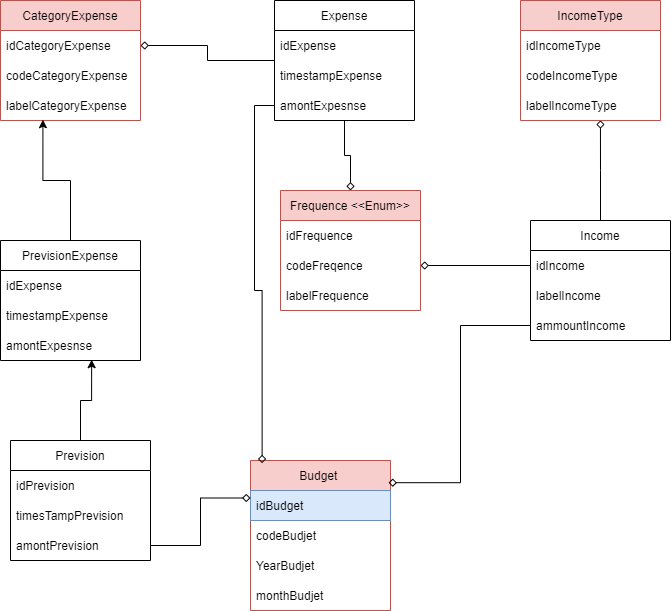 CategoryExpense
idCategoryExpense
codeCategoryExpense
labelCategoryExpense
Expense
idExpense
timestampExpense
amontExpesnse
IncomeType
idIncomeType
codeIncomeType
labelIncomeType
Frequence <<Enum>>
idFrequence
codeFreqence
labelFrequence
Income
idIncome
labelIncome
ammountIncome
PrevisionExpense
idExpense
timestampExpense
amontExpesnse
Prevision
idPrevision
timesTampPrevision
amontPrevision
Budget
idBudget
codeBudjet
YearBudjet
monthBudjet